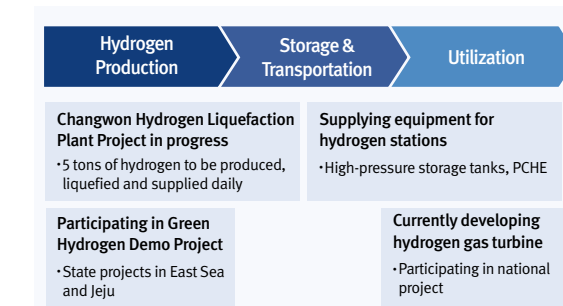 Hydrogen
Production
Storage &
Transportation
Utilization
Changwon Hydrogen Liquefaction
Plant Project in progress
·5 tons of hydrogen to be produced,
liquefied and supplied daily
Supplying equipment for
hydrogen stations
·High-pressure storage tanks, PCHE
Participating in Green
Hydrogen Demo Project
·State projects in East Sea
and Jeju
Currently developing
hydrogen gas turbine
·Participating in national
project